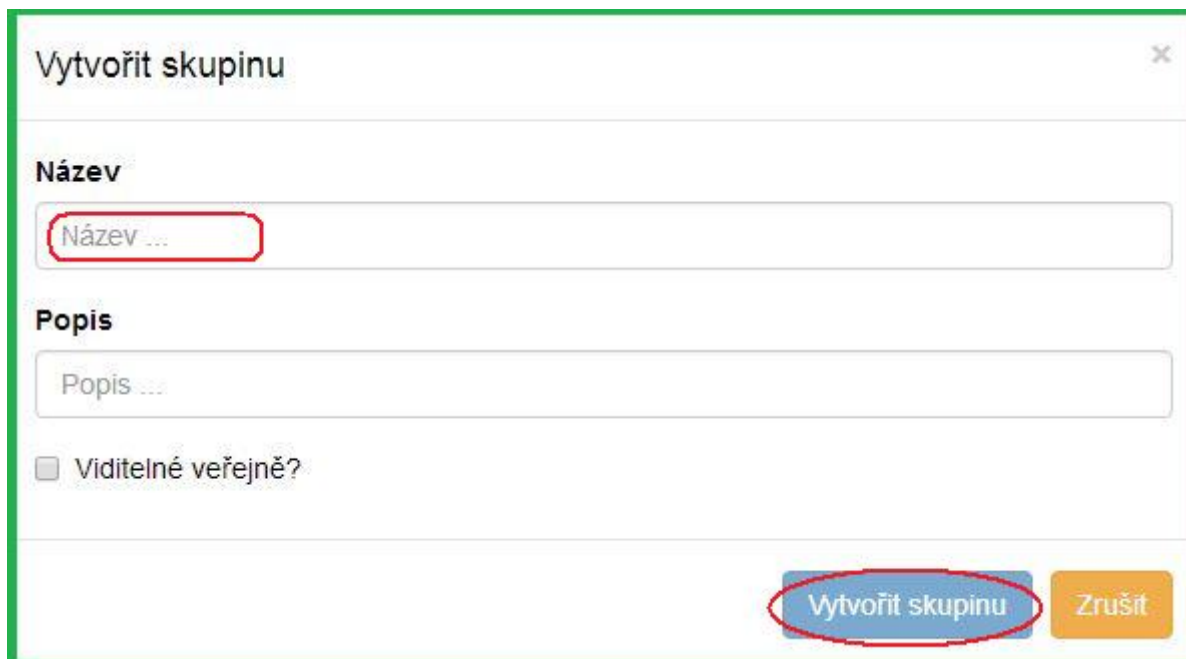 Vytvořit skupinu ×
Název
Název ...
Popis
Popis ...
Viditelné veřejně?
Vytvořit skupinu Zrušit